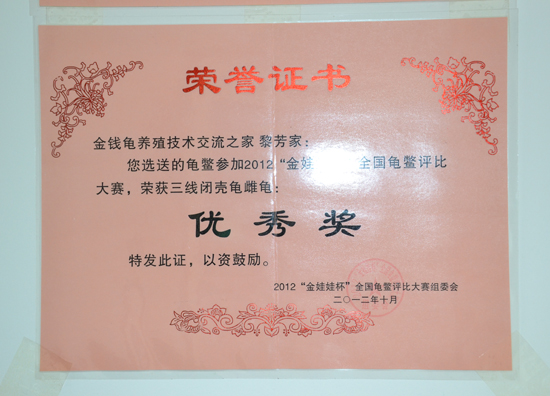 荣誉证书
金钱龟养殖技术交流之家 黎芳家：
您选送的龟鳖参加2012“金娃 全国龟鳖评比
大赛，荣获三线闭壳龟雌龟：
优秀奖
特发此证，以资鼓励。
2012“金娃娃杯”全国龟鳖评比大赛组委会
二〇一二年十月